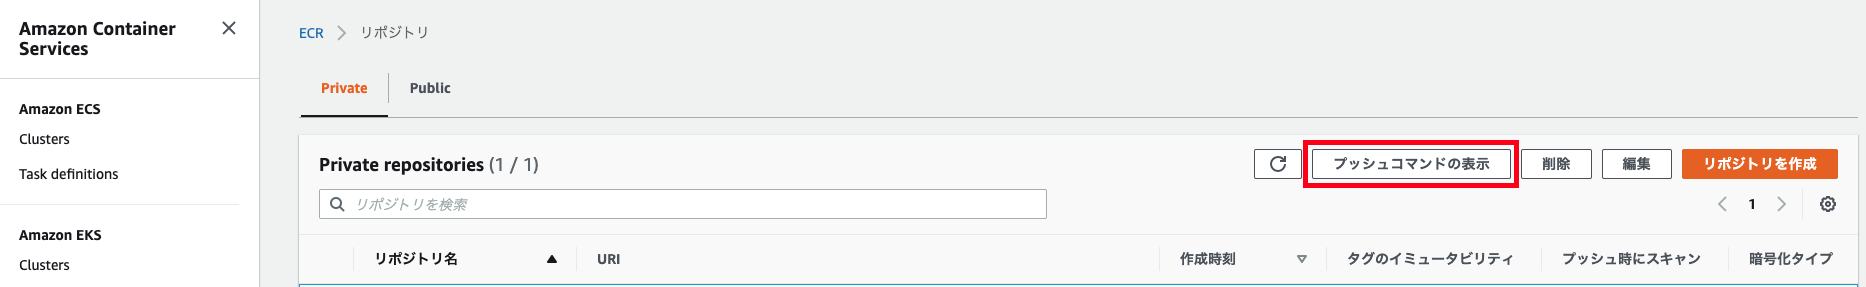 Amazon Container
Services
Amazon ECS
Clusters
Task definitions
Amazon EKS
Clusters
ECR リポジトリ
Private Public
Private repositories (1 / 1)
プッシュコマンドの表示 削除 編集 リポジトリを作成
リポジトリを検索
1
リポジトリ名 URI 作成時刻 タグのイミュータビリティ プッシュ時にスキャン 暗号化タイプ